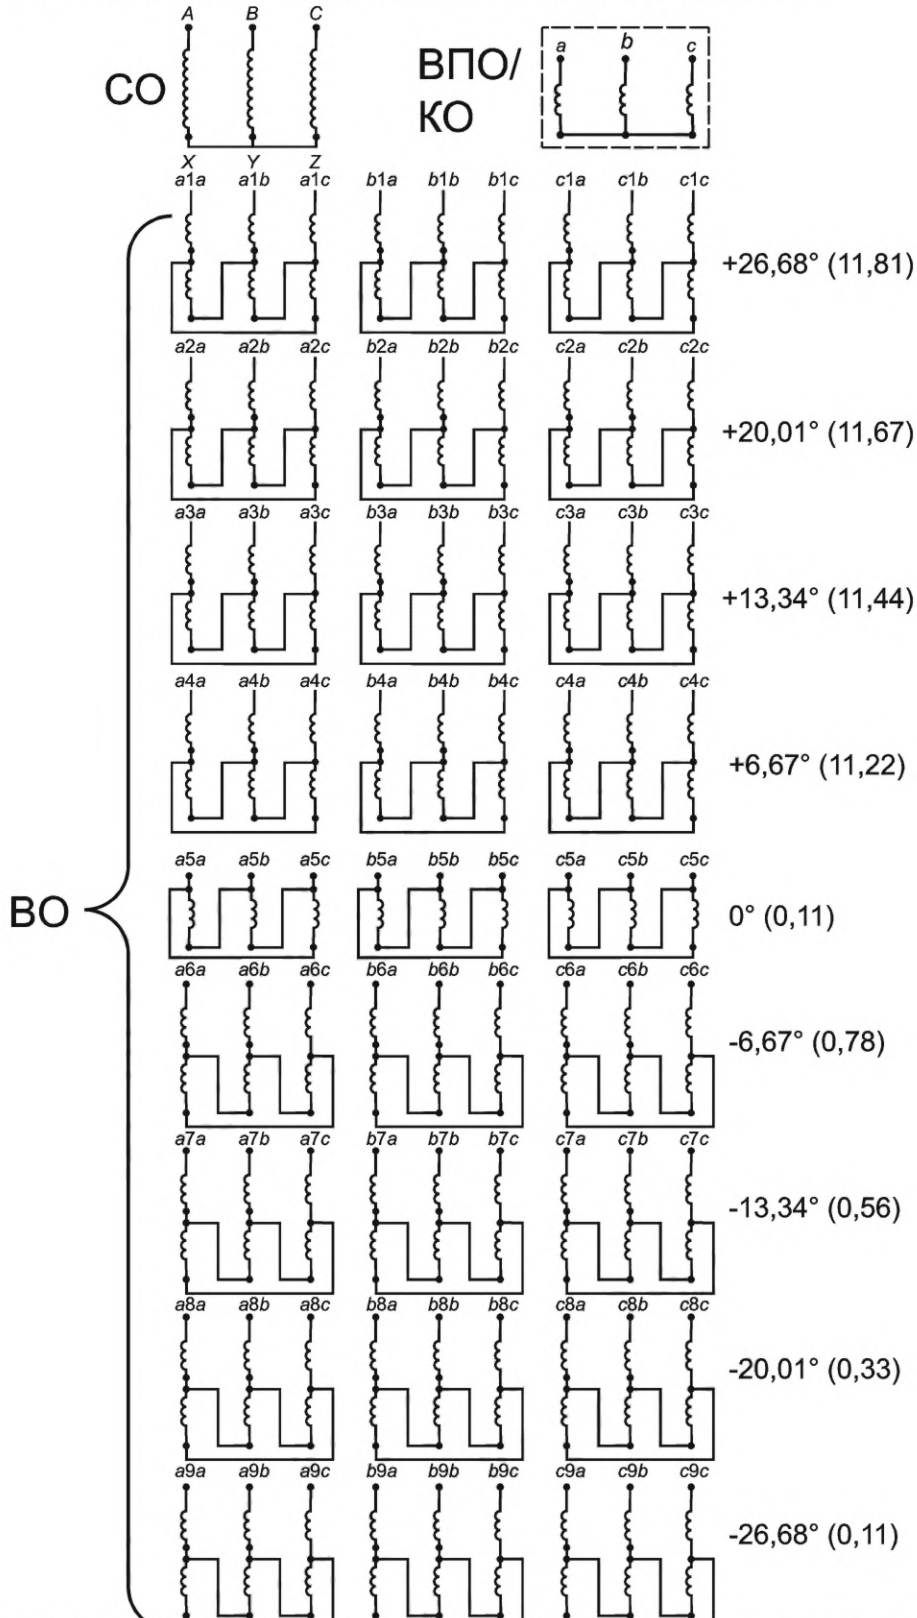 A B C
СО
ВПО/
КО
a b c
X Y Z
a1a a1b a1c b1a b1b b1c c1a c1b c1c
+26,68° (11,81)
a2a a2b a2c b2a b2b b2c c2a c2b c2c
+20,01° (11,67)
a3a a3b a3c b3a b3b b3c c3a c3b c3c
+13,34° (11,44)
a4a a4b a4c b4a b4b b4c c4a c4b c4c
+6,67° (11,22)
a5a a5b a5c b5a b5b b5c c5a c5b c5c
ВО
0° (0,11)
a6a a6b a6c b6a b6b b6c c6a c6b c6c
-6,67° (0,78)
a7a a7b a7c b7a b7b b7c c7a c7b c7c
-13,34° (0,56)
a8a a8b a8c b8a b8b b8c c8a c8b c8c
-20,01° (0,33)
a9a a9b a9c b9a b9b b9c c9a c9b c9c
-26,68° (0,11)